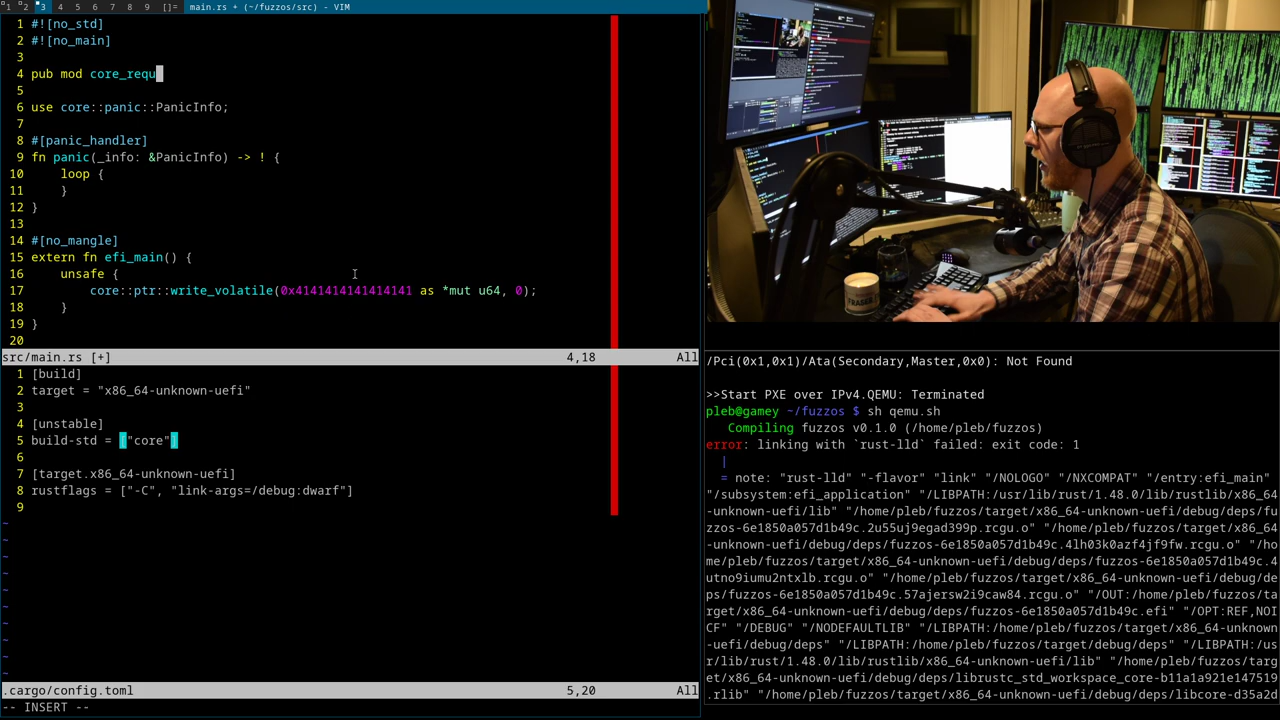 1 2 3 4 5 6 7 8 9 []= main.rs + (~/fuzzos/src) - VIM
1 #![no_std]
2 #![no_main]
3
4 pub mod core_requ
5
6 use core::panic::PanicInfo;
7
8 #[panic_handler]
9 fn panic(_info: &PanicInfo) -> ! {
10 loop {
11 }
12 }
13
14 #[no_mangle]
15 extern fn efi_main() {
16 unsafe {
17 core::ptr::write_volatile(0x4141414141414141 as *mut u64, 0);
18 }
19 }
20
src/main.rs [+] 4,18 All
1 [build]
2 target = "x86_64-unknown-uefi"
3
4 [unstable]
5 build-std = ["core"]
6
7 [target.x86_64-unknown-uefi]
8 rustflags = ["-C", "link-args=/debug:dwarf"]
9
~
~
~
~
~
~
~
~
~
~
.cargo/config.toml 5,20 All
-- INSERT --
/Pci(0x1,0x1)/Ata(Secondary,Master,0x0): Not Found
>>Start PXE over IPv4.QEMU: Terminated
pleb@gamey ~/fuzzos $ sh qemu.sh
Compiling fuzzos v0.1.0 (/home/pleb/fuzzos)
error: linking with `rust-lld` failed: exit code: 1
|
= note: "rust-lld" "-flavor" "link" "/NOLOGO" "/NXCOMPAT" "/entry:efi_main"
"/subsystem:efi_application" "/LIBPATH:/usr/lib/rust/1.48.0/lib/rustlib/x86_64
-unknown-uefi/lib" "/home/pleb/fuzzos/target/x86_64-unknown-uefi/debug/deps/fu
zzos-6e1850a057d1b49c.2u55uj9egad399p.rcgu.o" "/home/pleb/fuzzos/target/x86_64
-unknown-uefi/debug/deps/fuzzos-6e1850a057d1b49c.4lh03k0azf4jf9fw.rcgu.o" "/ho
me/pleb/fuzzos/target/x86_64-unknown-uefi/debug/deps/fuzzos-6e1850a057d1b49c.4
utno9iumu2ntxlb.rcgu.o" "/home/pleb/fuzzos/target/x86_64-unknown-uefi/debug/de
ps/fuzzos-6e1850a057d1b49c.57ajersw2i9caw84.rcgu.o" "/OUT:/home/pleb/fuzzos/ta
rget/x86_64-unknown-uefi/debug/deps/fuzzos-6e1850a057d1b49c.efi" "/OPT:REF,NOI
CF" "/DEBUG" "/NODEFAULTLIB" "/LIBPATH:/home/pleb/fuzzos/target/x86_64-unknown
-uefi/debug/deps" "/LIBPATH:/home/pleb/fuzzos/target/debug/deps" "/LIBPATH:/us
r/lib/rust/1.48.0/lib/rustlib/x86_64-unknown-uefi/lib" "/home/pleb/fuzzos/targ
et/x86_64-unknown-uefi/debug/deps/librustc_std_workspace_core-b11a1a921e147519
.rlib" "/home/pleb/fuzzos/target/x86_64-unknown-uefi/debug/deps/libcore-d35a2d